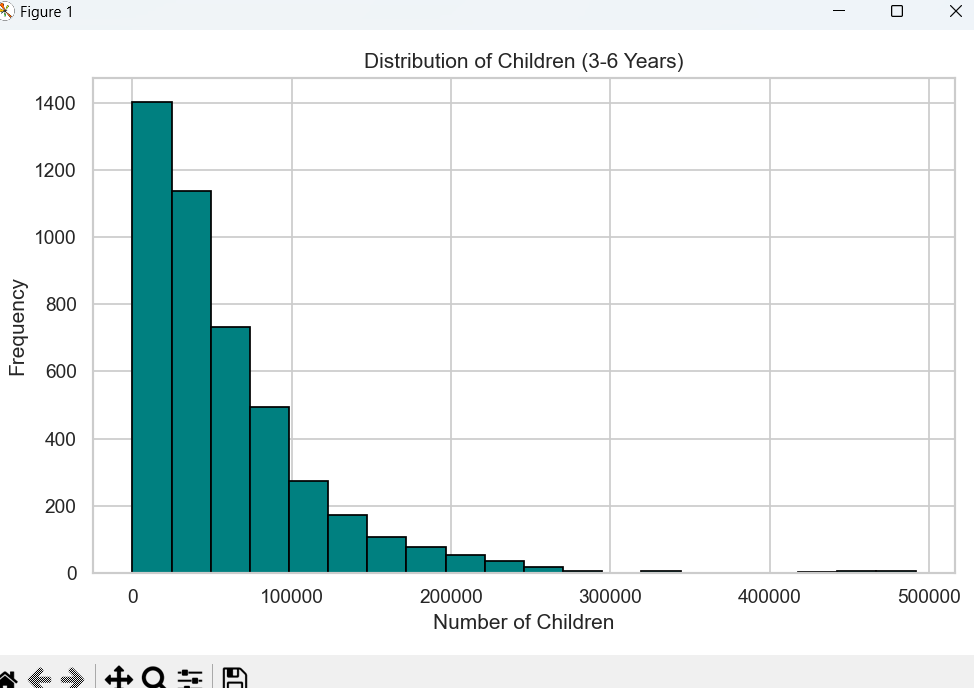 Figure 1
Distribution of Children (3-6 Years)
1400
1200
1000
800
600
400
200
0
Frequency
0 100000 200000 300000 400000 500000
Number of Children